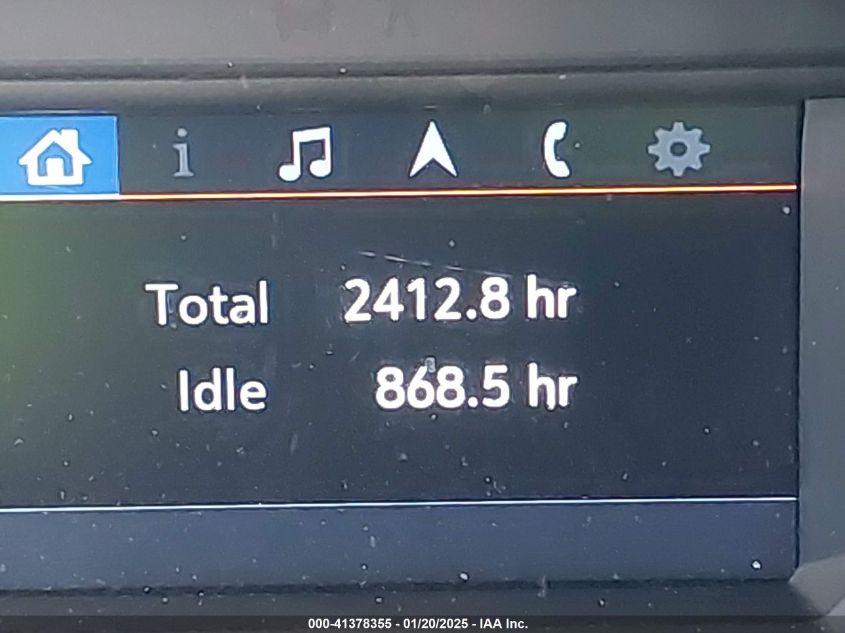 Total 2412.8 hr
Idle 868.5 hr
000-41378355 - 01/20/2025 - IAA Inc.